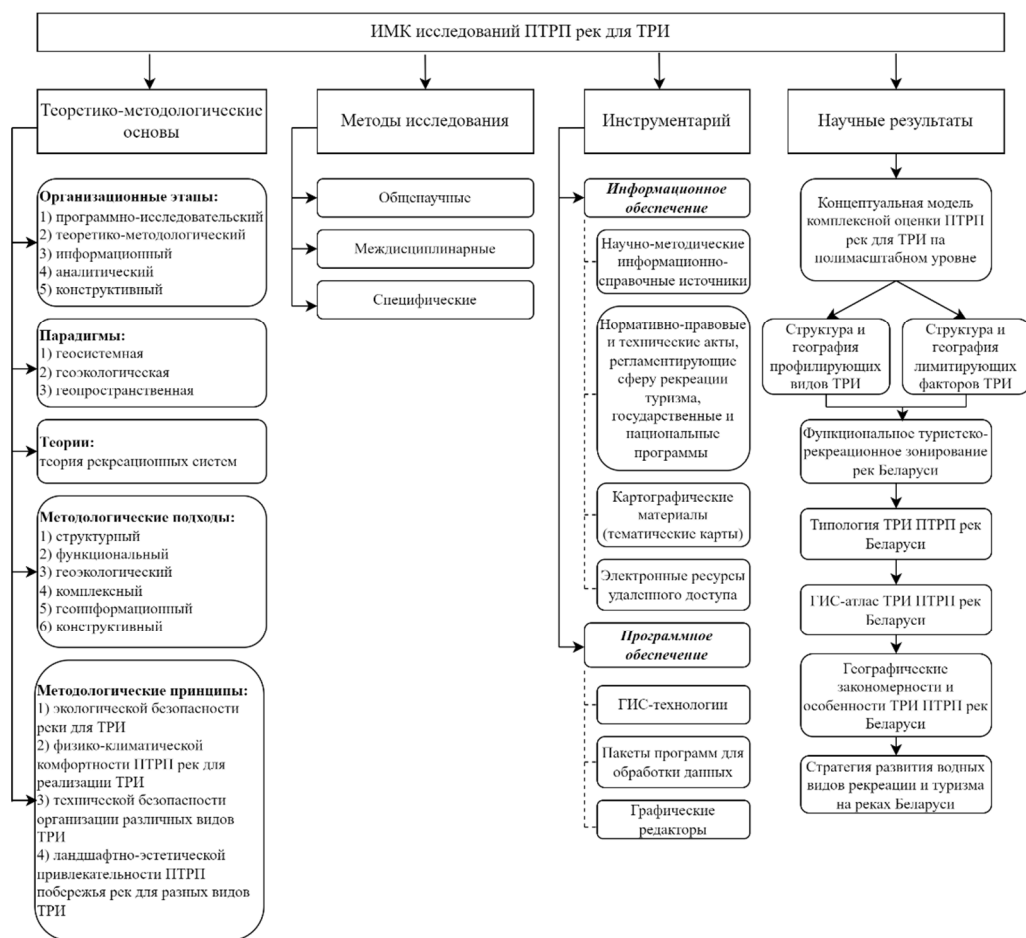 ИМК исследований ПТРП рек для ТРИ
Теоретико-методологические
основы
Организационные этапы:
1) программно-исследовательский
2) теоретико-методологический
3) информационный
4) аналитический
5) конструктивный
Парадигмы:
1) геосистемная
2) геоэкологическая
3) геопространственная
Теории:
теория рекреационных систем
Методологические подходы:
1) структурный
2) функциональный
3) геоэкологический
4) комплексный
5) геоинформационный
6) конструктивный
Методологические принципы:
1) экологической безопасности
реки для ТРИ
2) физико-климатической
комфортности ПТРП рек для
реализации ТРИ
3) технической безопасности
организации различных видов
ТРИ
4) ландшафтно-эстетической
привлекательности ПТРП
побережья рек для разных видов
ТРИ
Методы исследования
Общенаучные
Междисциплинарные
Специфические
Инструментарий
Информационное
обеспечение
Научно-методические
информационно-
справочные источники
Нормативно-правовые
и технические акты,
регламентирующие
сферу рекреации
туризма,
государственные и
национальные
программы
Картографические
материалы
(тематические карты)
Электронные ресурсы
удаленного доступа
Программное
обеспечение
ГИС-технологии
Пакеты программ для
обработки данных
Графические
редакторы
Научные результаты
Концептуальная модель
комплексной оценки ПТРП
рек для ТРИ на
полимасштабном уровне
Структура и
география
профилирующих
видов ТРИ
Структура и
география
лимитирующих
факторов ТРИ
Функциональное туристско-
рекреационное зонирование
рек Беларуси
Типология ТРИ ПТРП рек
Беларуси
ГИС-атлас ТРИ ПТРП рек
Беларуси
Географические
закономерности и
особенности ТРИ ПТРП рек
Беларуси
Стратегия развития водных
видов рекреации и туризма
на реках Беларуси